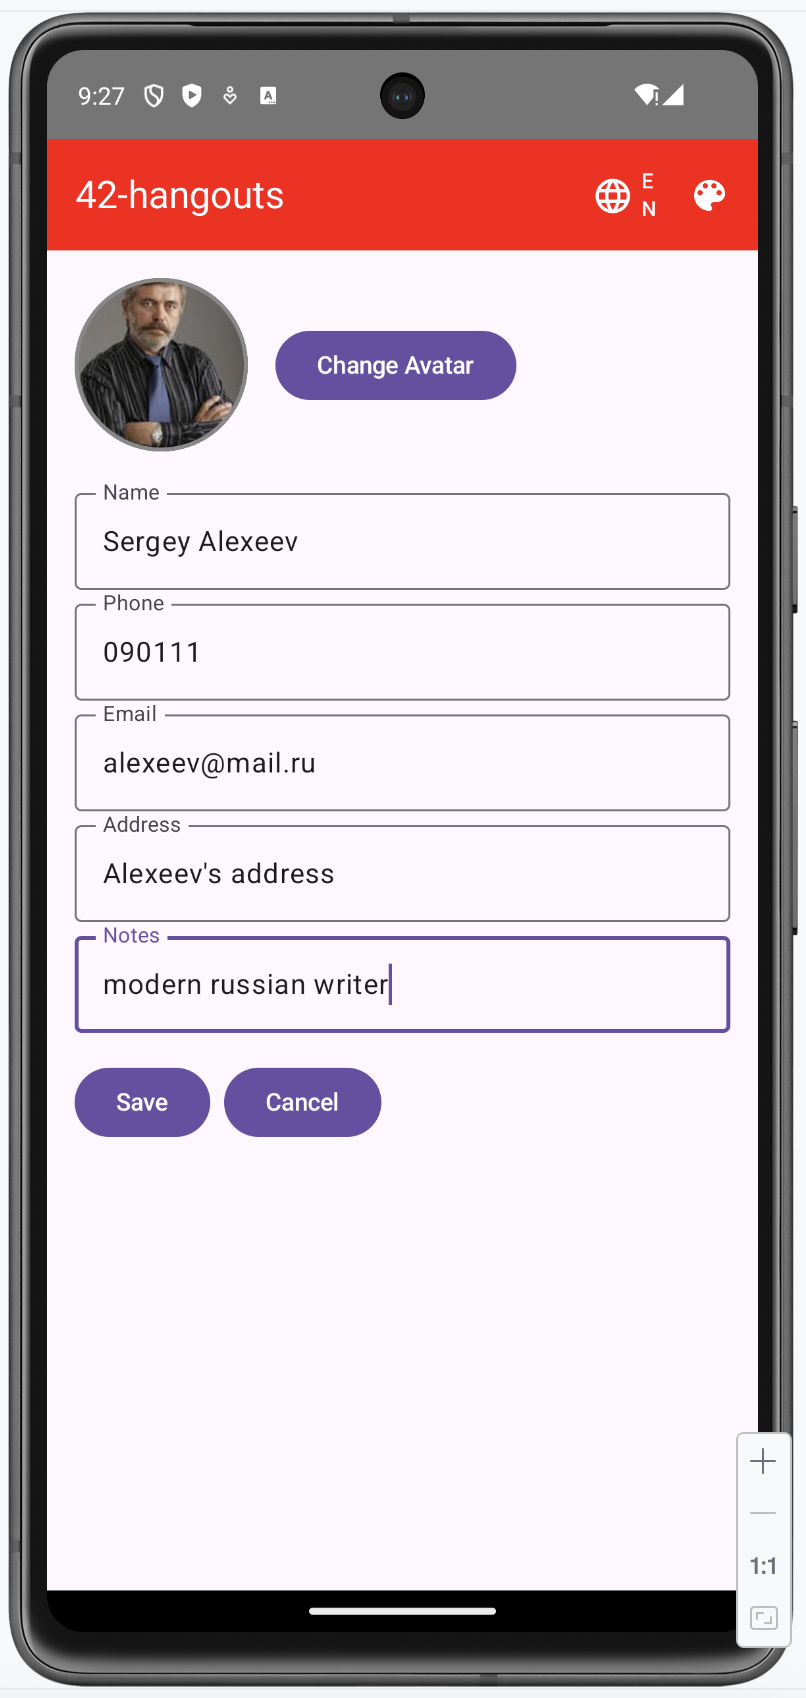 9:27
42-hangouts
E
N
Change Avatar
Name
Sergey Alexeev
Phone
090111
Email
alexeev@mail.ru
Address
Alexeev's address
Notes
modern russian writer
Save Cancel
1:1